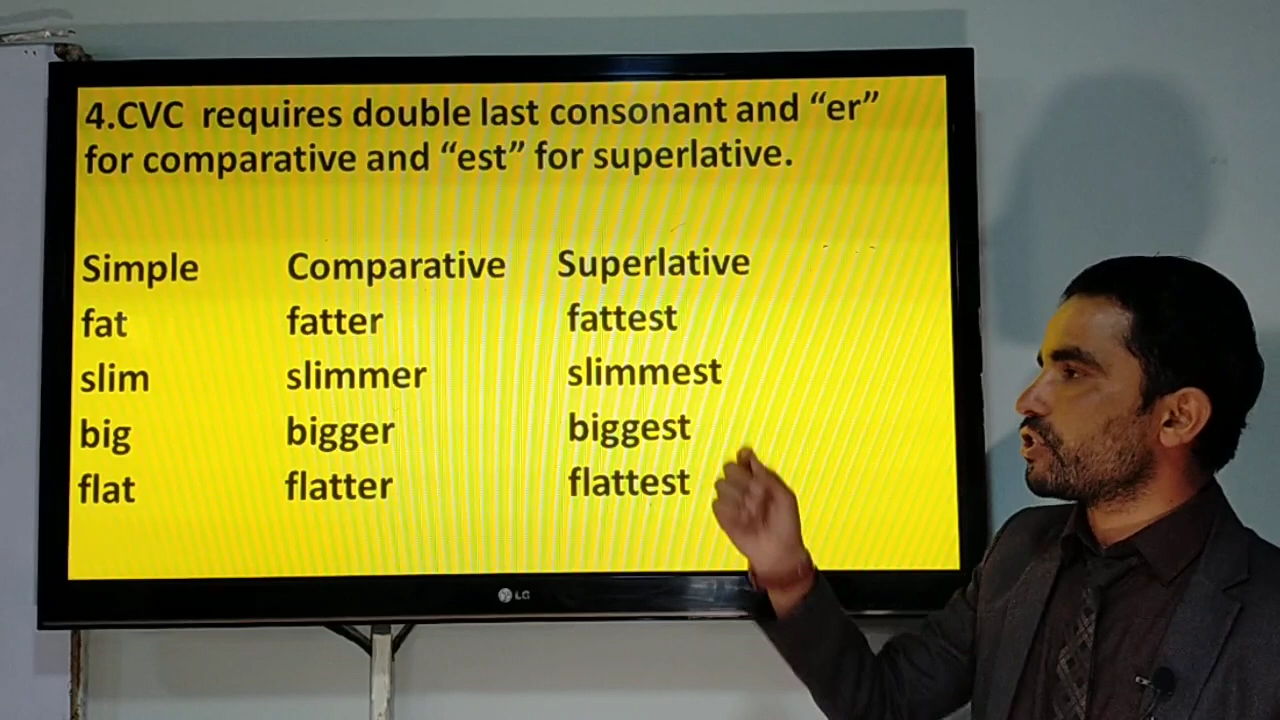 4.CVC requires double last consonant and “er”
for comparative and “est” for superlative.
Simple Comparative Superlative
fat fatter fattest
slim slimmer slimmest
big bigger biggest
flat flatter flattest
LG